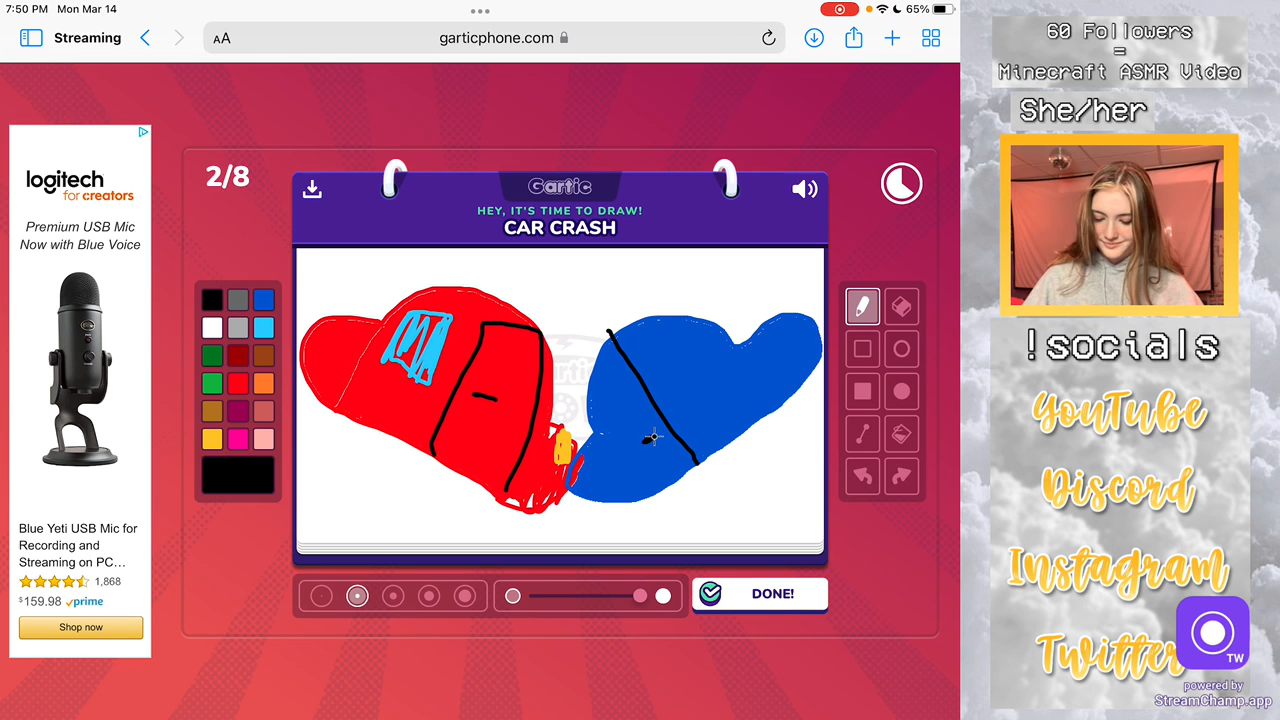 7:50 PM Mon Mar 14
65%
Streaming
AA
garticphone.com
60 Followers
=
Minecraft ASMR Video
She/her
!socials
YouTube
Discord
Instagram
Twitter
TW
powered by
StreamChamp.app
logitech
for creators
Premium USB Mic
Now with Blue Voice
Blue Yeti USB Mic for
Recording and
Streaming on PC...
1,868
$159.98 prime
Shop now
2/8
Gartic
HEY, IT'S TIME TO DRAW!
CAR CRASH
DONE!